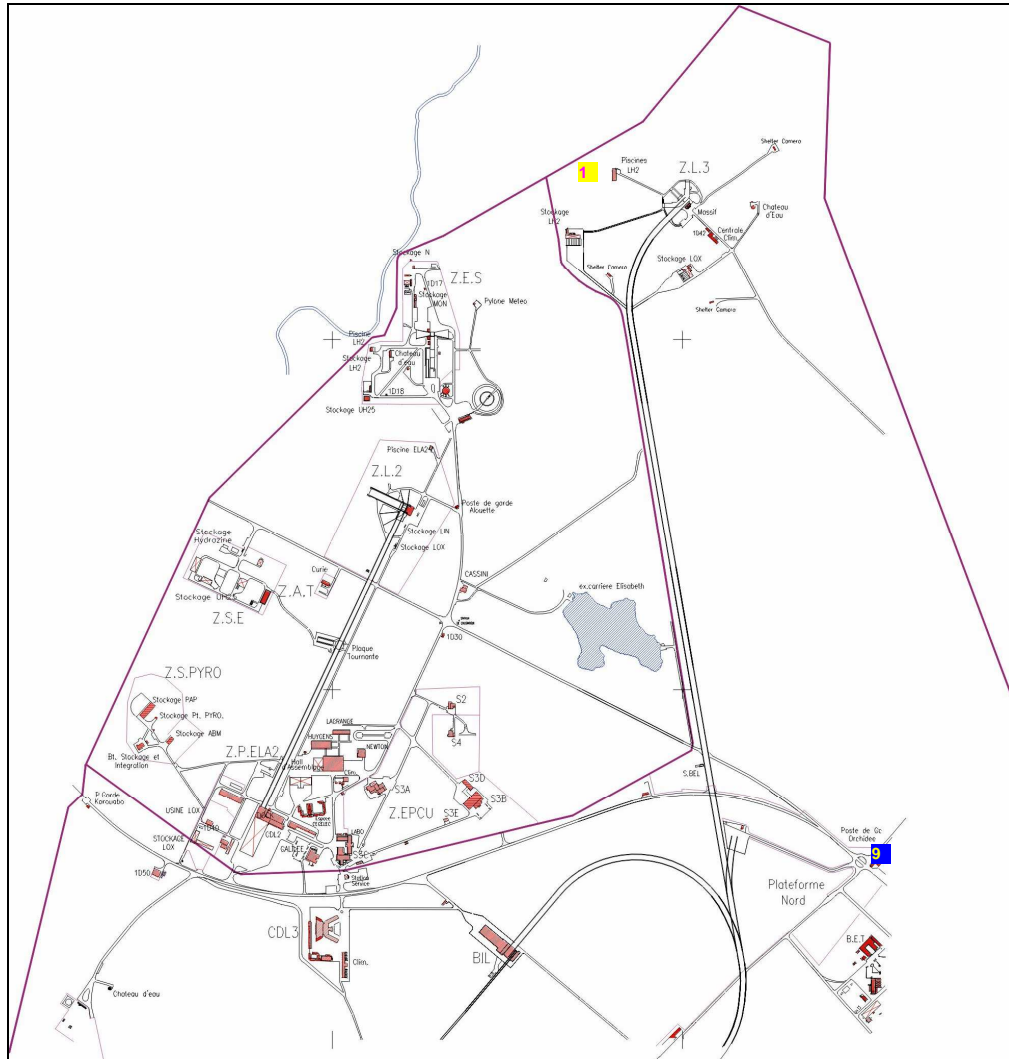 Shelter Camera
1
Piscines
LH2
Z.L.3
Massif
Chateau
d'Eau
Stockage
LH2
1042
Centrale
Clim.
Stockage LOX
Shelter Camera
Shelter Camera
Stockage N
Z.E.S
1D17
Stockage
MON
Pylone Meteo
Piscine
LH2
Stockage
LH2
Chateau
d'eau
1D18
Stockage UH25
Piscine ELA2
Z.L.2
Poste de garde
Alouette
Stockage LIN
Stockage LOX
Stockage
Hydrazine
Curie
CASSINI
ex.carriere Elisabeth
Stockage UH25
Z.A.T
Z.S.E
1D30
Plaque
Tournante
Z.S.PYRO
Stockage PAP
Stockage Pt. PYRO.
Stockage ABM
Bt. Stockage et
Integration
S2
S4
LAGRANGE
HUYGENS
NEWTON
Z.P.ELA2
Hall
d'Assemblage
Clim.
S3A
S3D
S3B
S3E
Z.EPCU
S.BEL
P.Garde
Karouabo
USINE LOX
1D40
STOCKAGE
LOX
CDL2
GALILEE
LABO
S3C
Station
Service
1D50
Poste de Gc
Orchidee
9
Plateforme
Nord
CDL3
Clim.
BIL
B.E.T
Chateau d'eau